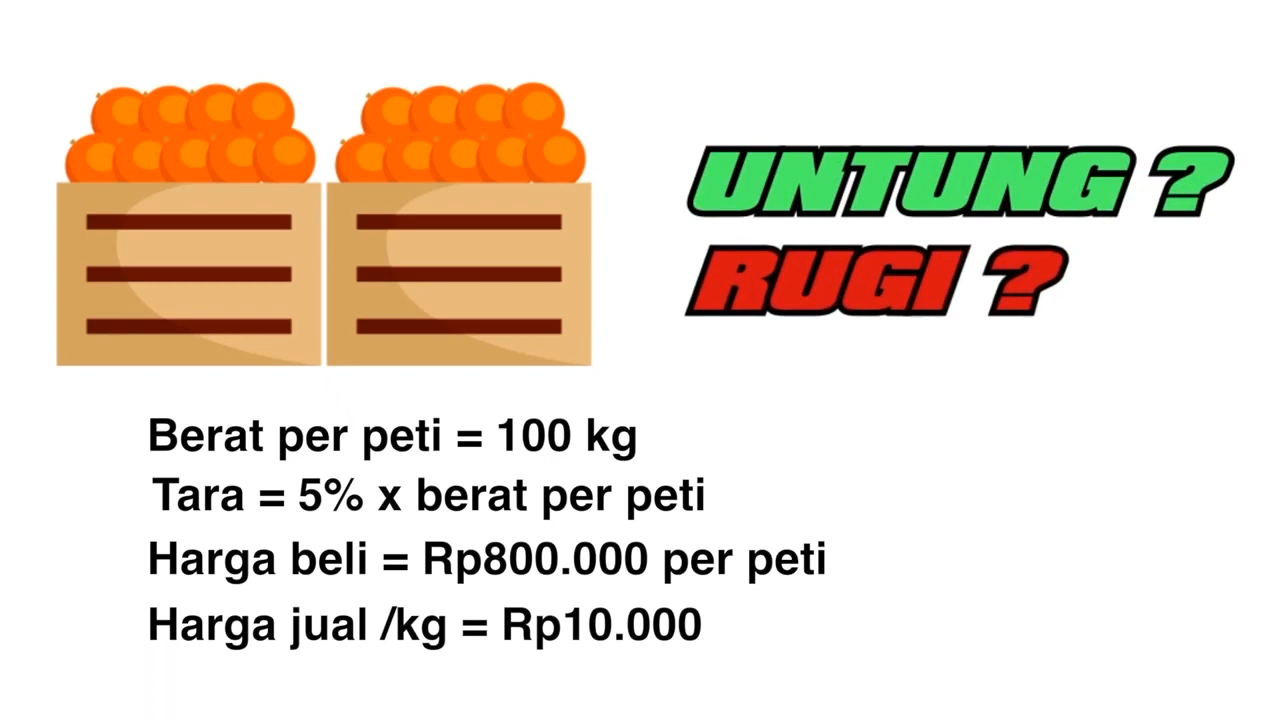 UNTUNG ?
RUGI ?
Berat per peti = 100 kg
Tara = 5% x berat per peti
Harga beli = Rp800.000 per peti
Harga jual /kg = Rp10.000